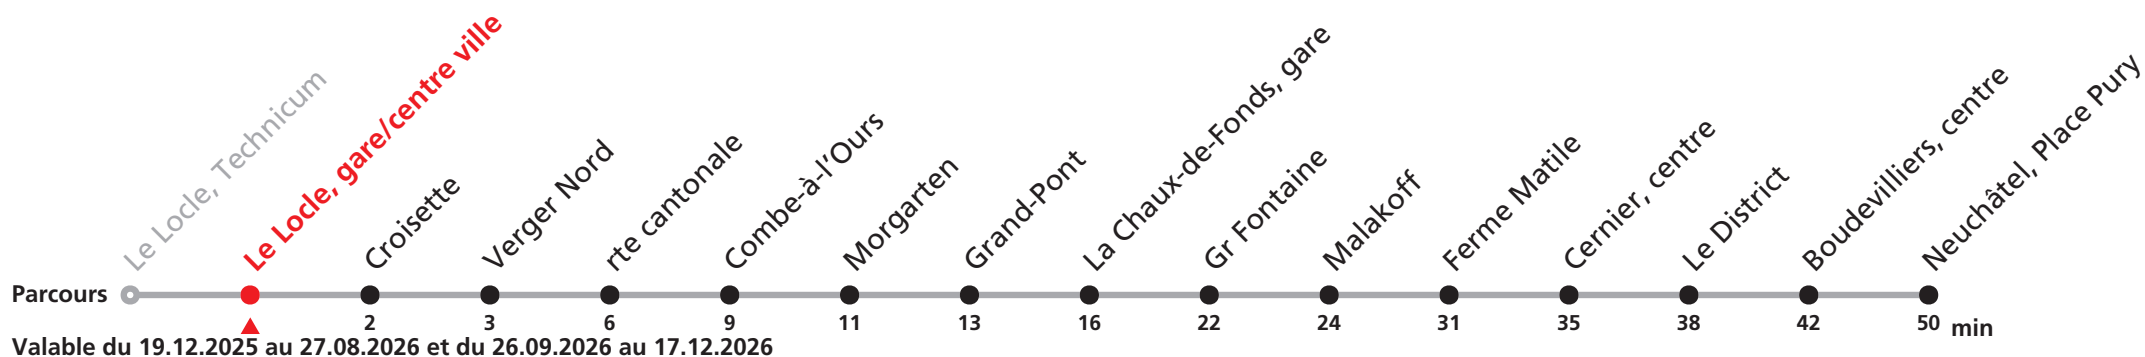 Le Locle, Technicum
Le Locle, gare/centre ville
Croisette
Verger Nord
rte cantonale
Combe-à-l'Ours
Morgarten
Grand-Pont
La Chaux-de-Fonds, gare
Gr Fontaine
Malakoff
Ferme Matile
Cernier, centre
Le District
Boudevilliers, centre
Neuchâtel, Place Pury
Parcours
2 3 6 9 11 13 16 22 24 31 35 38 42 50 min
Valable du 19.12.2025 au 27.08.2026 et du 26.09.2026 au 17.12.2026